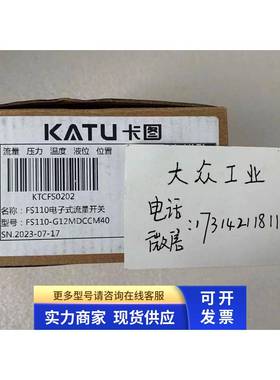 KATU 卡图
流量 压力 温度 液位 位置
KTCFS0202
名称：FS110电子式流量开关
型号：FS110-G12MDCCM40
SN.2023-07-17
大众工业
电话
微信：17314211811
更多型号请咨询在线客服
实力商家 现货供应
可开发票